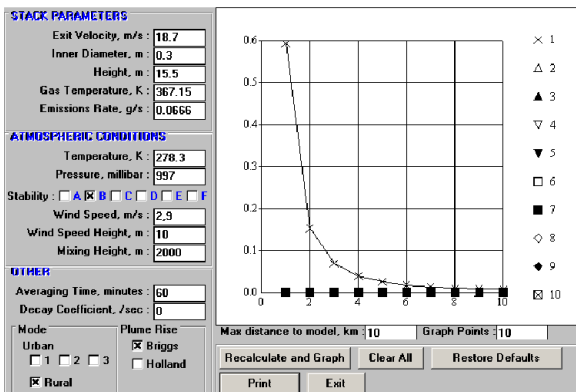 STACK PARAMETERS
Exit Velocity, m/s : 18.7
Inner Diameter, m : 0.3
Height, m : 15.5
Gas Temperature, K : 367.15
Emissions Rate, g/s : 0.0666
ATMOSPHERIC CONDITIONS
Temperature, K : 278.3
Pressure, millibar : 997
Stability : A B C D E F
Wind Speed, m/s : 2.9
Wind Speed Height, m : 10
Mixing Height, m : 2000
OTHER
Averaging Time, minutes : 60
Decay Coefficient, /sec : 0
Mode
Urban
1 2 3
Rural
Plume Rise
Briggs
Holland
0.6
0.5
0.4
0.3
0.2
0.1
0.0
0 2 4 6 8 10
1
2
3
4
5
6
7
8
9
10
Max distance to model, km : 10 Graph Points : 10
Recalculate and Graph Clear All Restore Defaults
Print Exit